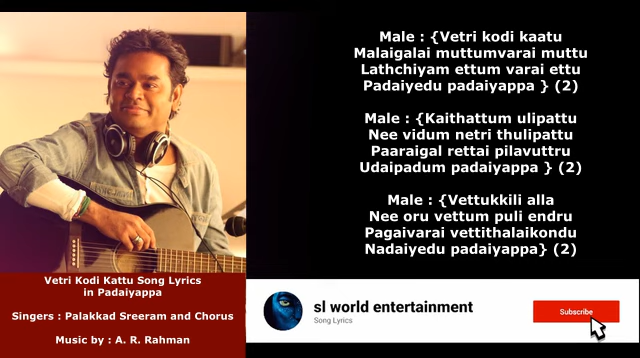 Male : {Vetri kodi kaatu
Malaigalai muttumvarai muttu
Lathchiyam ettum varai ettu
Padaiyedu padaiyappa } (2)
Male : {Kaithattum ulipattu
Nee vidum netri thulipattu
Paaraigal rettai pilavuttru
Udaipadum padaiyappa } (2)
Male : {Vettukkili alla
Nee oru vettum puli endru
Pagaivarai vettithalaikondu
Nadaiyedu padaiyappa} (2)
Vetri Kodi Kattu Song Lyrics
in Padaiyappa
Singers : Palakkad Sreeram and Chorus
Music by : A. R. Rahman
sl world entertainment
Song Lyrics
Subscribe